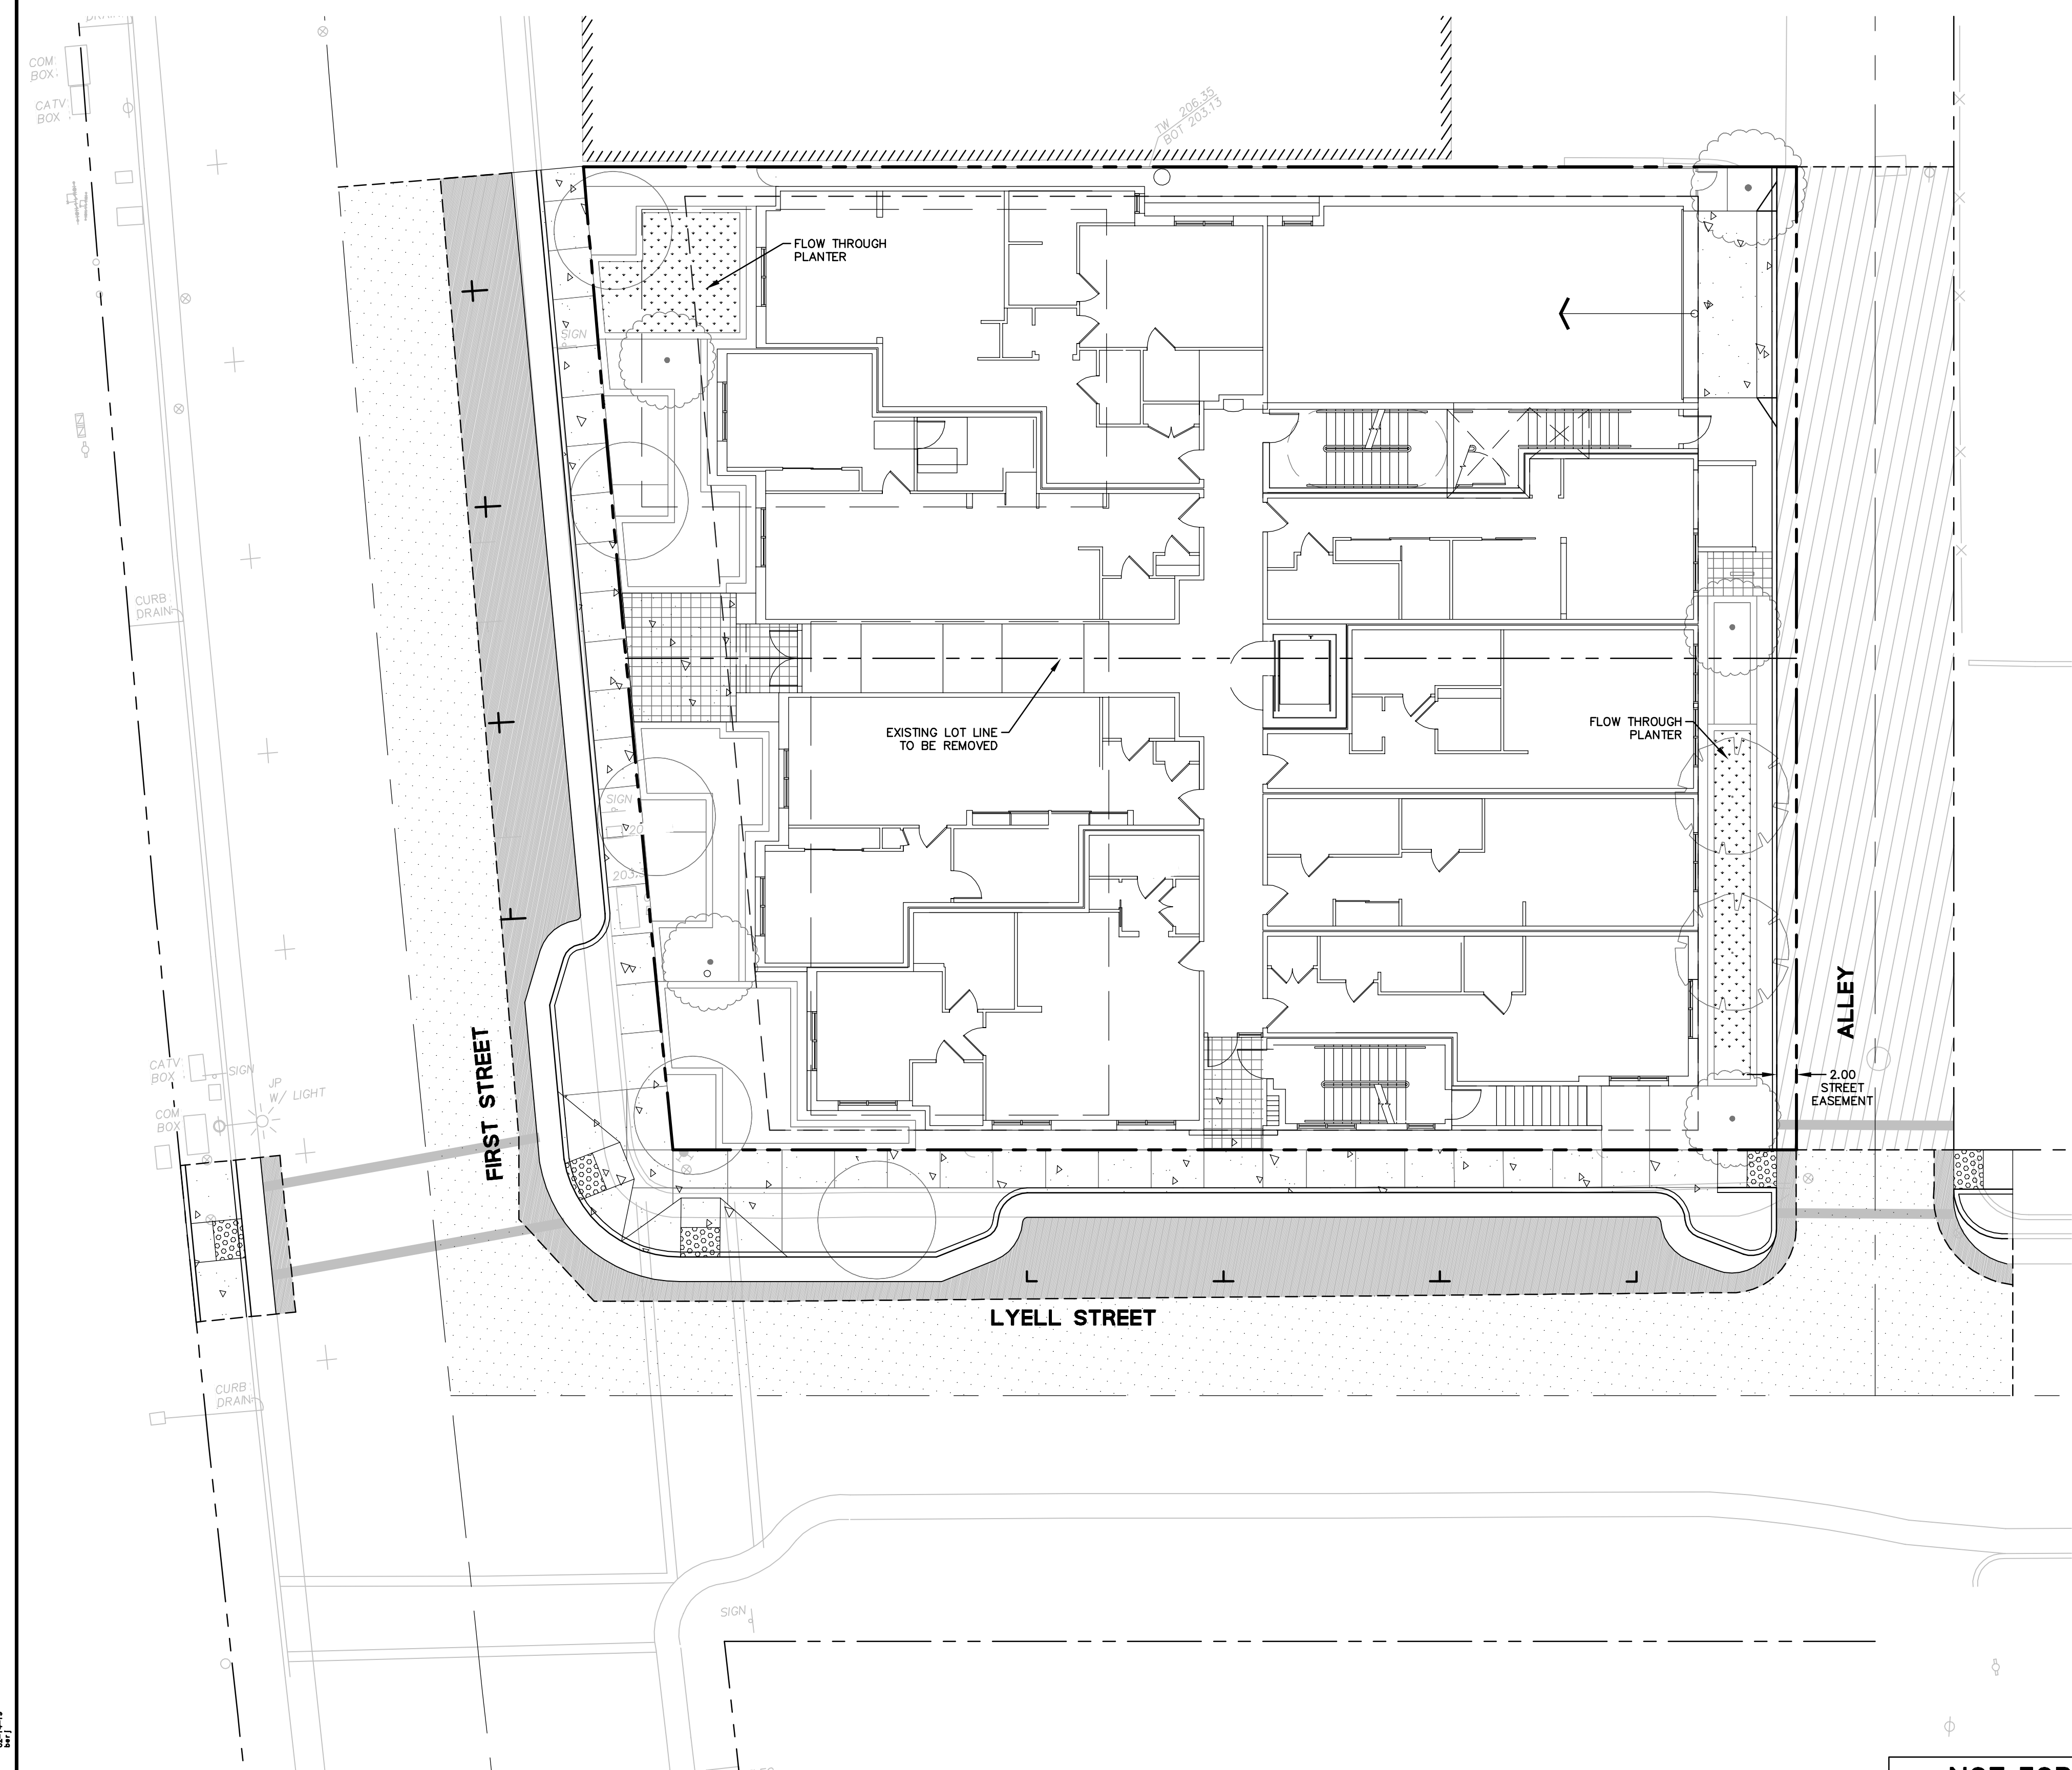 COM
BOX
CATV
BOX
TW 206.35
BOT 203.13
FLOW THROUGH
PLANTER
SIGN
CURB
DRAIN
EXISTING LOT LINE
TO BE REMOVED
FLOW THROUGH
PLANTER
SIGN
FIRST STREET
ALLEY
2.00
STREET
EASEMENT
CATV
BOX
SIGN
JP
W/ LIGHT
COM
BOX
LYELL STREET
CURB
DRAIN
SIGN